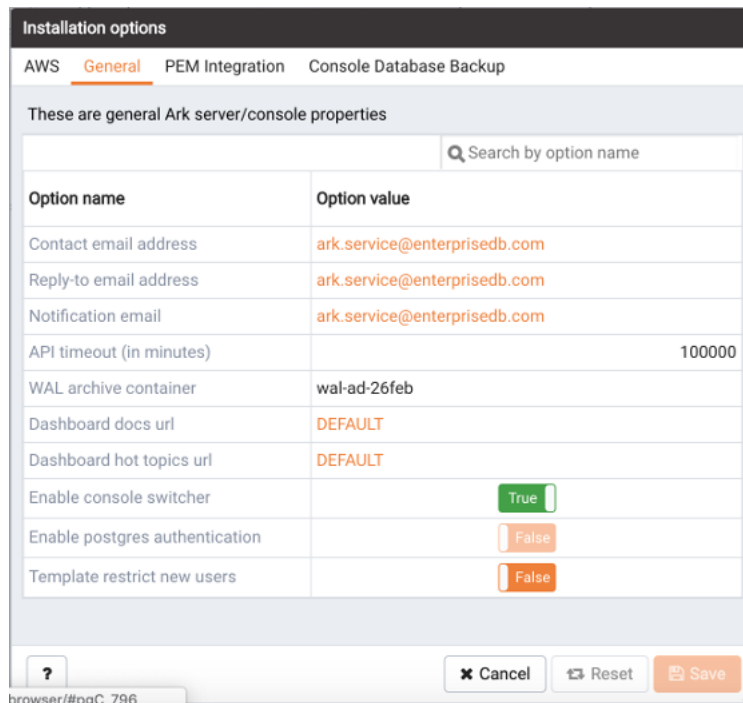 Installation options
AWS General PEM Integration Console Database Backup
These are general Ark server/console properties
Search by option name
Option name Option value
Contact email address ark.service@enterprisedb.com
Reply-to email address ark.service@enterprisedb.com
Notification email ark.service@enterprisedb.com
API timeout (in minutes) 100000
WAL archive container wal-ad-26feb
Dashboard docs url DEFAULT
Dashboard hot topics url DEFAULT
Enable console switcher True
Enable postgres authentication False
Template restrict new users False
? Cancel Reset Save
browser/#pgC_796